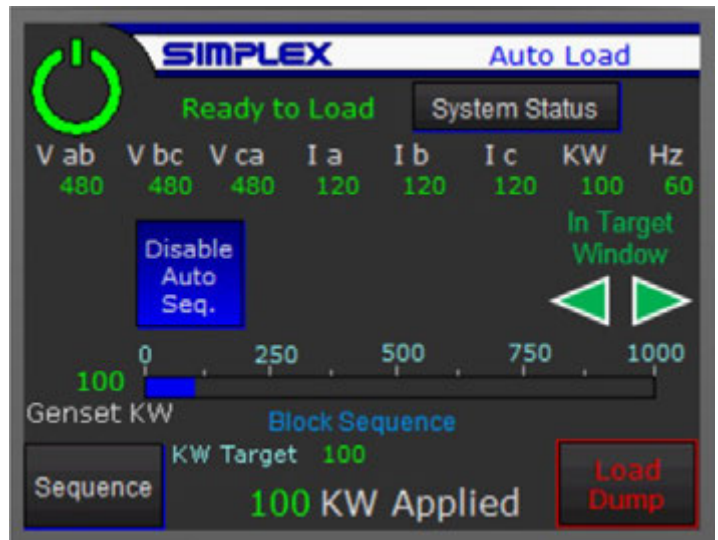 SIMPLEX
Auto Load
Ready to Load
System Status
V ab V bc V ca I a I b I c KW Hz
480 480 480 120 120 120 100 60
In Target
Window
Disable
Auto
Seq.
0 250 500 750 1000
100
Genset KW
Block Sequence
KW Target 100
Sequence
100 KW Applied
Load
Dump